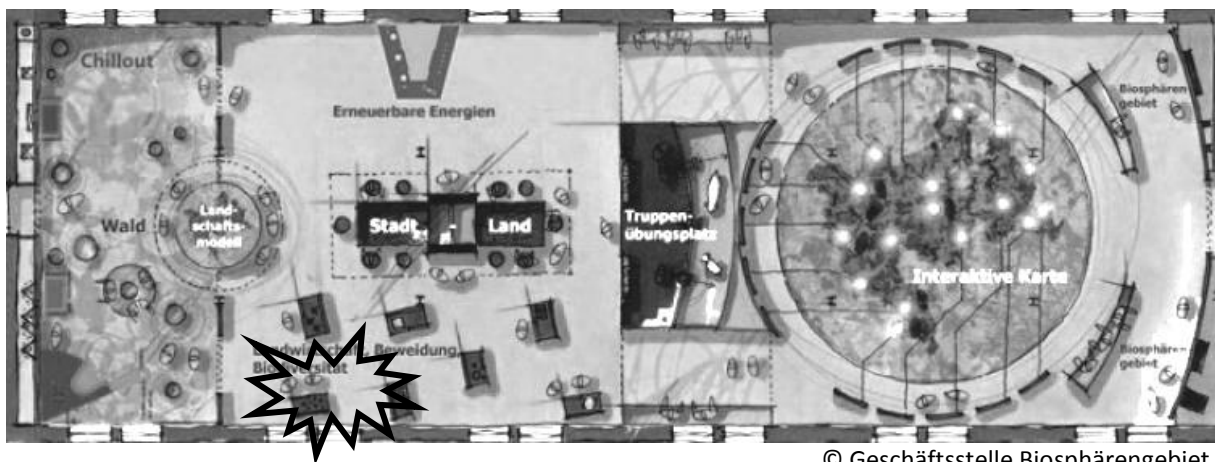 Chillout
Erneuerbare Energien
Wald
Land-
schafts-
modell
Stadt - Land
Truppen-
übungsplatz
Interaktive Karte
Biosphären
gebiet
Beweidung,
Biosphären
gebiet
© Geschäftsstelle Biosphärengebiet